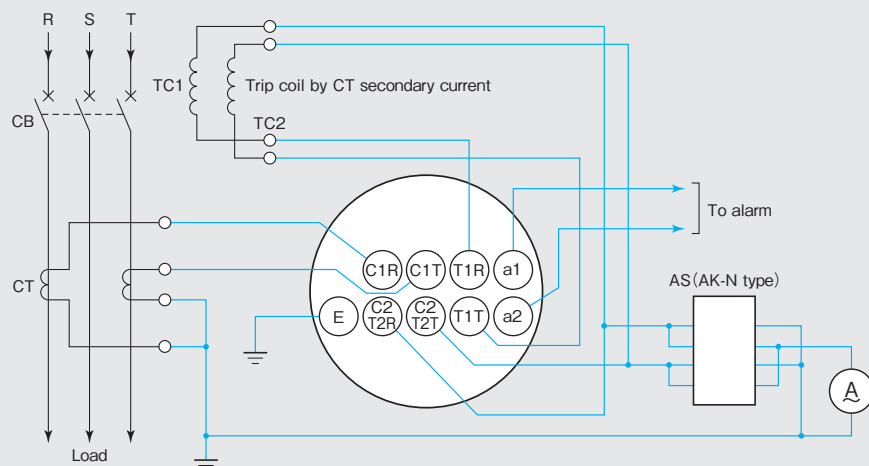 R S T
TC1
Trip coil by CT secondary current
CB
TC2
To alarm
C1R C1T T1R a1
CT
AS(AK-N type)
E
C2
T2R
C2
T2T
T1T
a2
A
Load